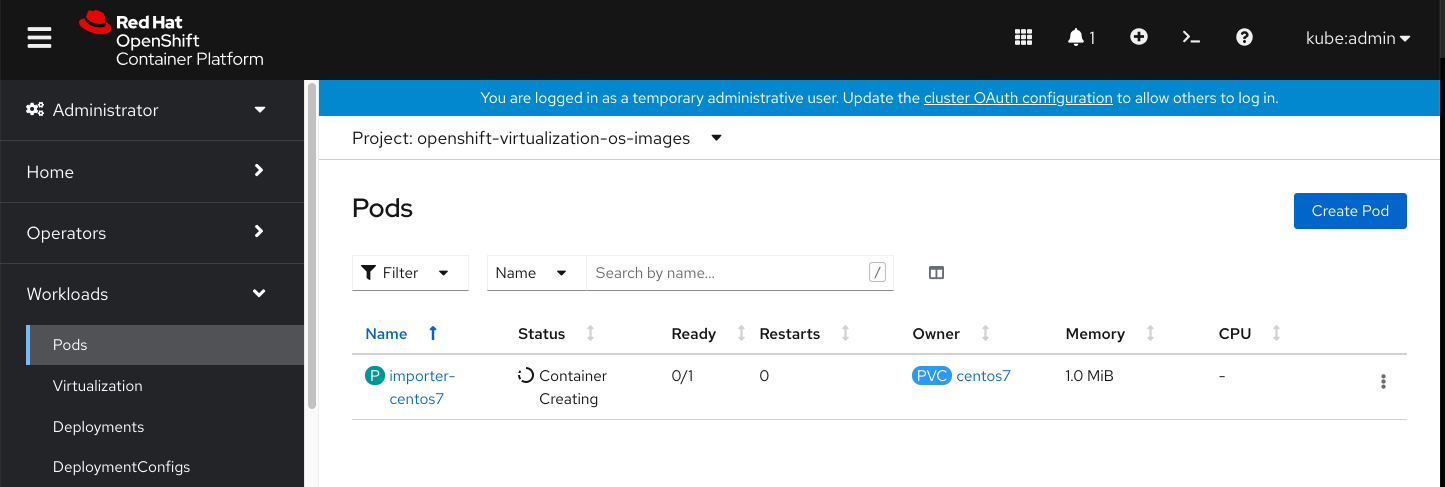 Red Hat
OpenShift
Container Platform
1
kube:admin
Administrator
Home
Operators
Workloads
Pods
Virtualization
Deployments
DeploymentConfigs
You are logged in as a temporary administrative user. Update the cluster OAuth configuration to allow others to log in.
Project: openshift-virtualization-os-images
Pods
Create Pod
Filter
Name
Search by name...
/
Name Status Ready Restarts Owner Memory CPU
P importer- Container 0/1 0 PVC centos7 1.0 MiB -
centos7 Creating